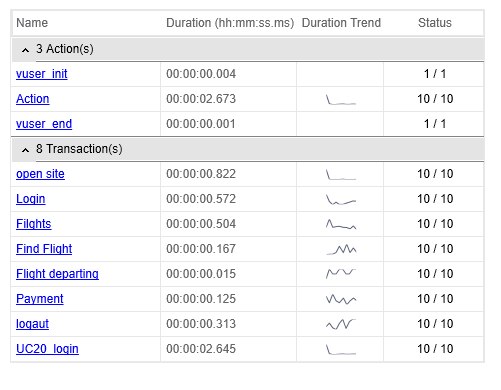 Name Duration (hh:mm:ss.ms) Duration Trend Status
3 Action(s)
vuser_init 00:00:00.004 1 / 1
Action 00:00:02.673 10 / 10
vuser_end 00:00:00.001 1 / 1
8 Transaction(s)
open site 00:00:00.822 10 / 10
Login 00:00:00.572 10 / 10
Filghts 00:00:00.504 10 / 10
Find Flight 00:00:00.167 10 / 10
Flight departing 00:00:00.015 10 / 10
Payment 00:00:00.125 10 / 10
logaut 00:00:00.313 10 / 10
UC20_login 00:00:02.645 10 / 10